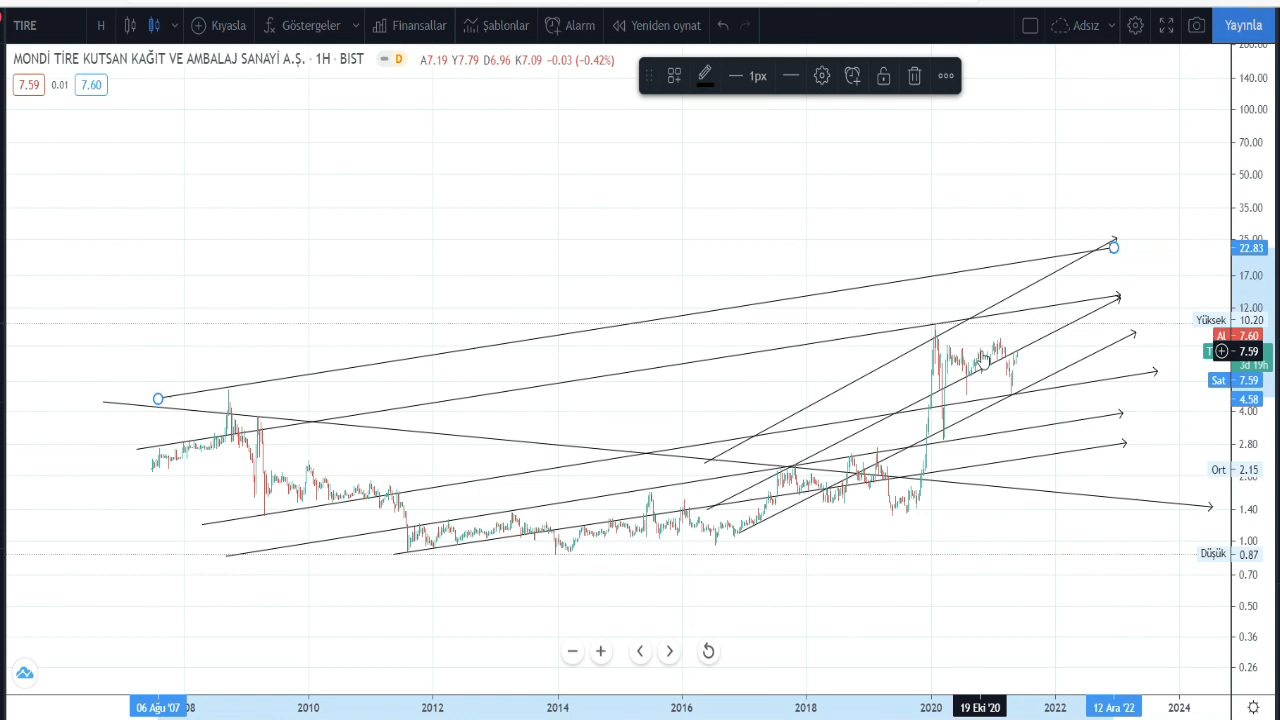 TIRE H Kıyasla Göstergeler Finansallar Şablonlar Alarm Yeniden oynat Adsız Yayınla
MONDİ TİRE KUTSAN KAĞIT VE AMBALAJ SANAYİ A.Ş. · 1H · BIST D A7.19 Y7.79 D6.96 K7.09 −0.03 (−0.42%)
7.59 0.01 7.60
1px
200.00
140.00
100.00
70.00
50.00
35.00
25.00
22.83
17.00
12.00
Yüksek 10.20
Al 7.60
T 7.59
3d 19h
Sat 7.59
4.58
4.00
2.80
Ort 2.15
2.00
1.40
1.00
Düşük 0.87
0.70
0.50
0.36
0.26
06 Ağu '07 08 2010 2012 2014 2016 2018 2020 19 Eki '20 2022 12 Ara '22 2024